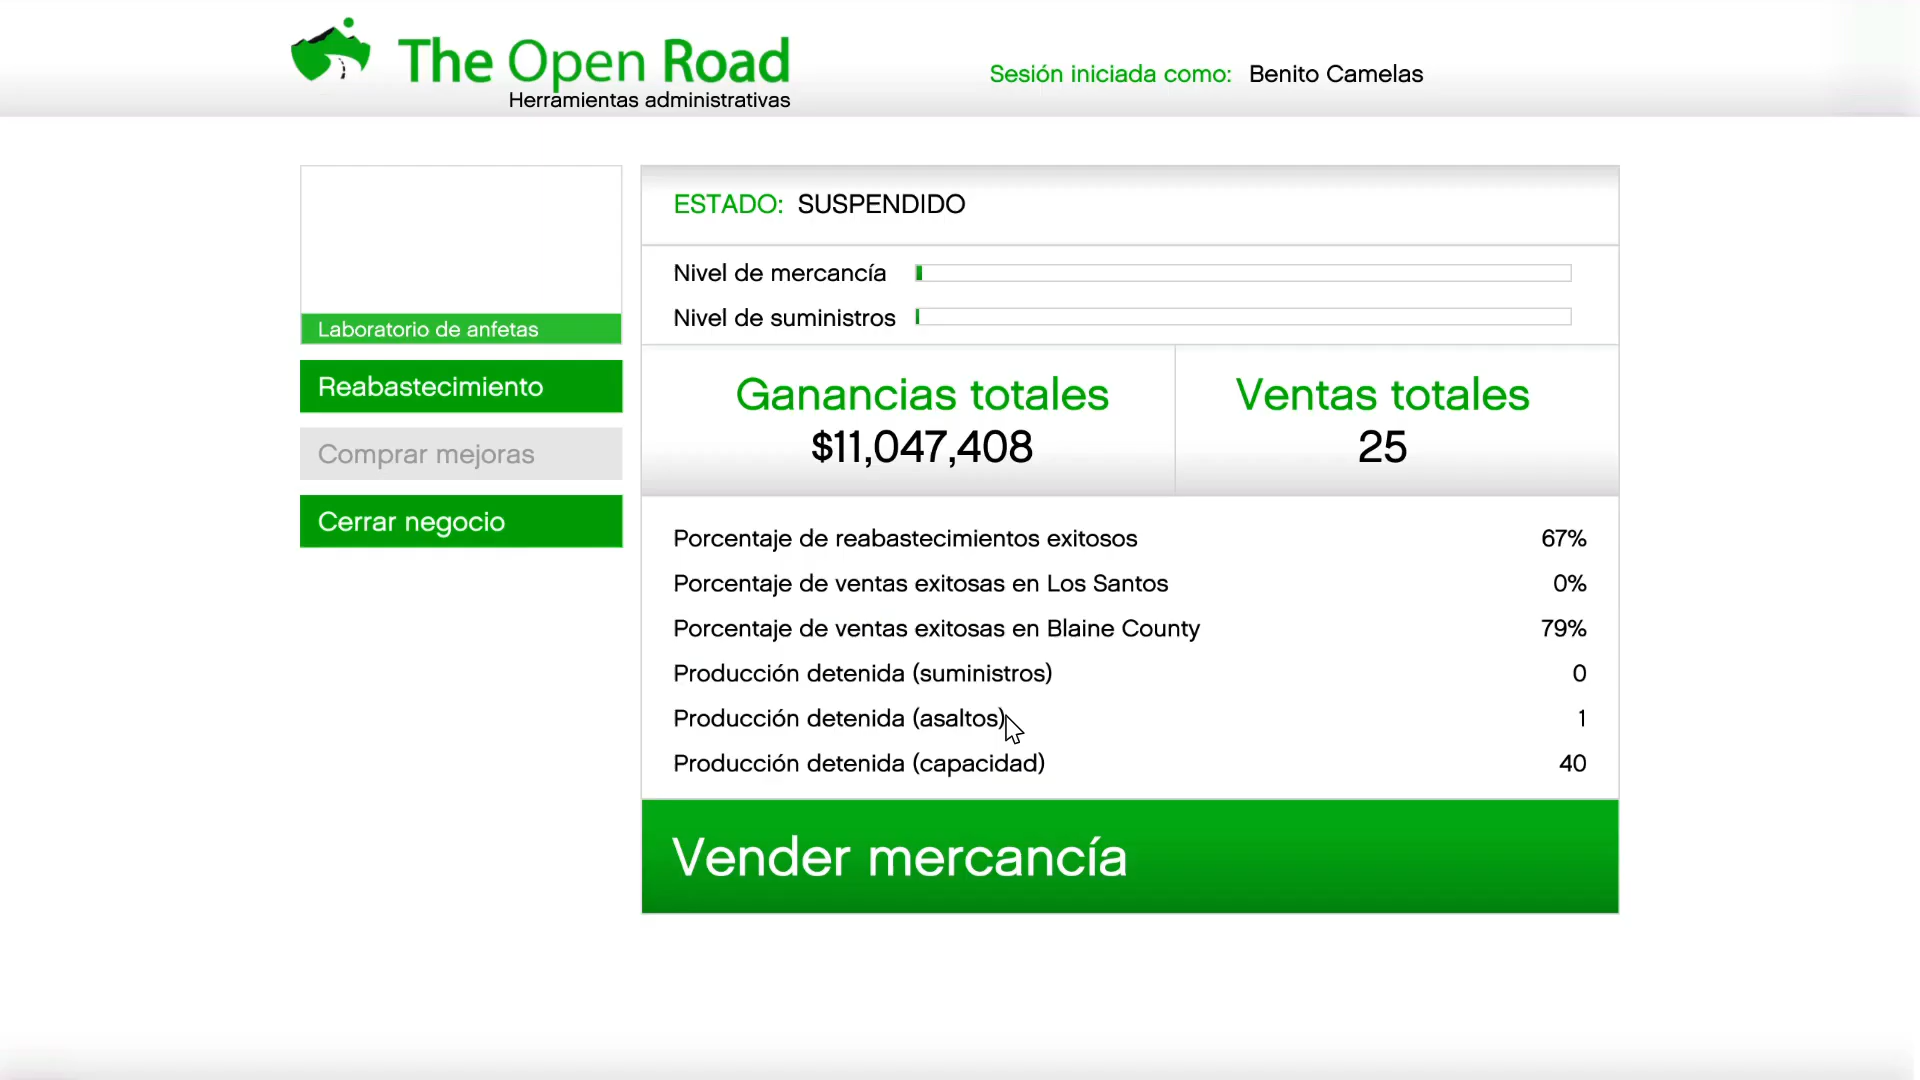 The Open Road
Herramientas administrativas
Sesión iniciada como: Benito Camelas
Laboratorio de anfetas
Reabastecimiento
Comprar mejoras
Cerrar negocio
ESTADO: SUSPENDIDO
Nivel de mercancía
Nivel de suministros
Ganancias totales
$11,047,408
Ventas totales
25
Porcentaje de reabastecimientos exitosos 67%
Porcentaje de ventas exitosas en Los Santos 0%
Porcentaje de ventas exitosas en Blaine County 79%
Producción detenida (suministros) 0
Producción detenida (asaltos) 1
Producción detenida (capacidad) 40
Vender mercancía